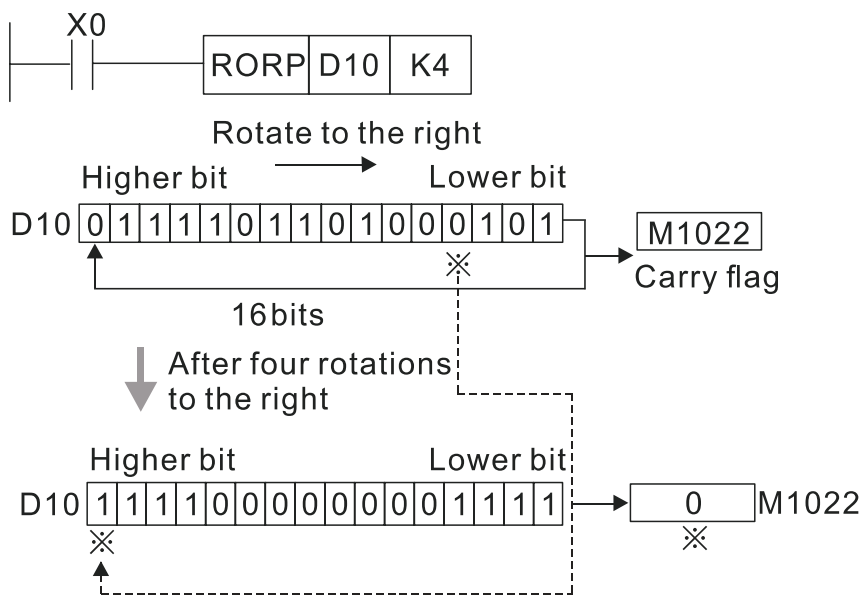 X0
RORP D10 K4
Rotate to the right
Higher bit Lower bit
D10 0 1 1 1 1 0 1 1 0 1 0 0 0 1 0 1 M1022
※ Carry flag
16bits
After four rotations
to the right
Higher bit Lower bit
D10 1 1 1 1 0 0 0 0 0 0 0 0 1 1 1 1 0 M1022
※ ※